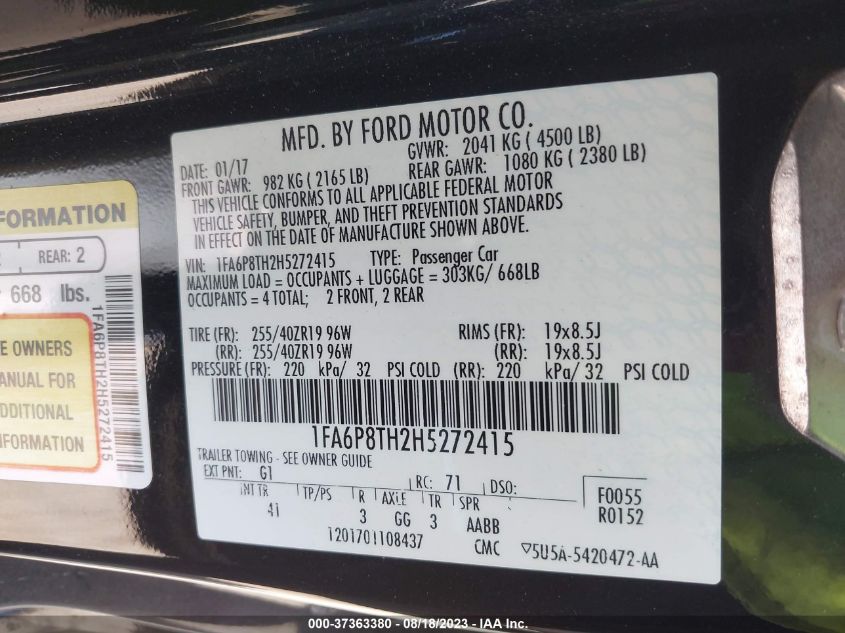 MFD. BY FORD MOTOR CO.
DATE: 01/17
GVWR: 2041 KG ( 4500 LB)
FRONT GAWR: 982 KG ( 2165 LB)
REAR GAWR: 1080 KG ( 2380 LB)
THIS VEHICLE CONFORMS TO ALL APPLICABLE FEDERAL MOTOR
VEHICLE SAFETY, BUMPER, AND THEFT PREVENTION STANDARDS
IN EFFECT ON THE DATE OF MANUFACTURE SHOWN ABOVE.
VIN: 1FA6P8TH2H5272415 TYPE: Passenger Car
MAXIMUM LOAD = OCCUPANTS + LUGGAGE = 303KG/ 668LB
OCCUPANTS = 4 TOTAL; 2 FRONT, 2 REAR
TIRE (FR): 255/40ZR19 96W RIMS (FR): 19x8.5J
(RR): 255/40ZR19 96W (RR): 19x8.5J
PRESSURE (FR): 220 kPa/ 32 PSI COLD (RR): 220 kPa/ 32 PSI COLD
1FA6P8TH2H5272415
TRAILER TOWING - SEE OWNER GUIDE
EXT PNT: G1 RC: 71 DSO:
INT TR TP/PS R AXLE TR SPR
41 3 GG 3 AABB
F0055
R0152
1201701108437 CMC 5U5A-5420472-AA
FORMATION
REAR: 2
668 lbs.
E OWNERS
ANUAL FOR
DDITIONAL
NFORMATION
1FA6P8TH2H5272415
000-37363380 - 08/18/2023 - IAA Inc.